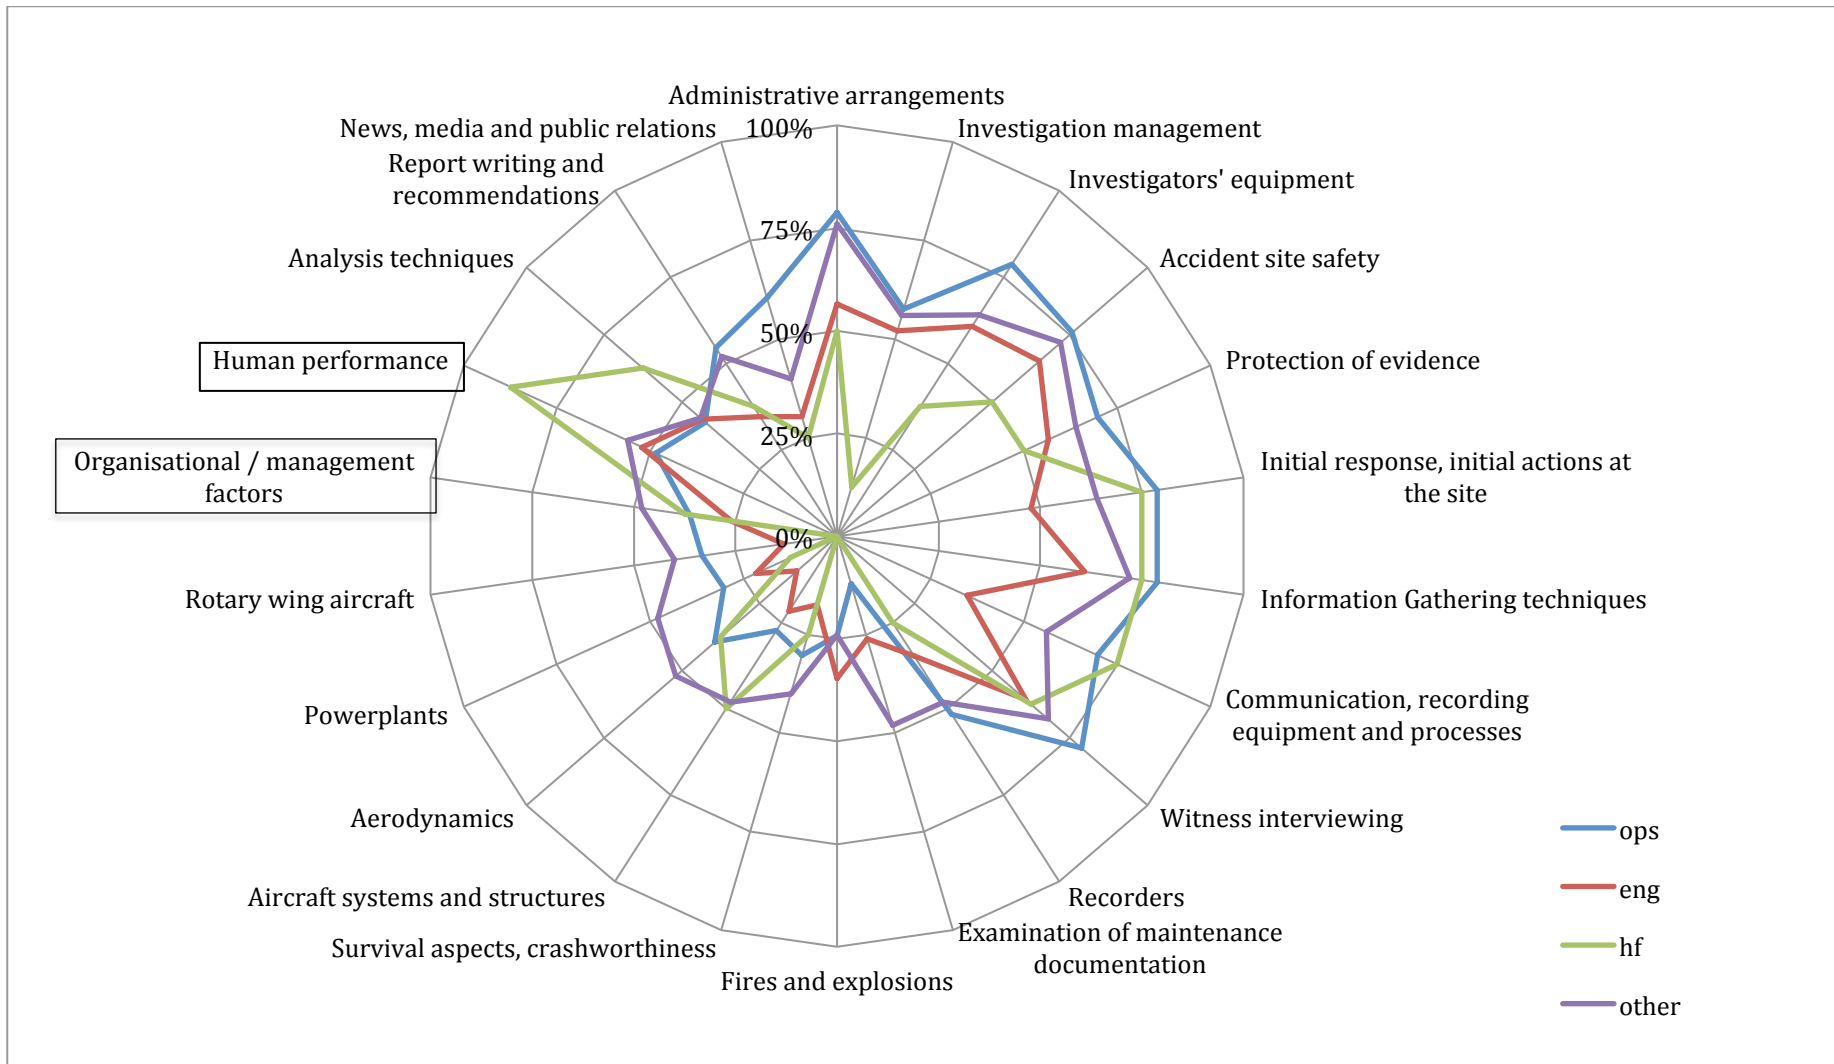 Administrative arrangements
News, media and public relations
100%
Investigation management
Report writing and
recommendations
Investigators' equipment
75%
Analysis techniques
Accident site safety
50%
Human performance
Protection of evidence
25%
Organisational / management
factors
Initial response, initial actions at
the site
0%
Rotary wing aircraft
Information Gathering techniques
Powerplants
Communication, recording
equipment and processes
Aerodynamics
Witness interviewing
Aircraft systems and structures
Recorders
Survival aspects, crashworthiness
Examination of maintenance
documentation
Fires and explosions
ops
eng
hf
other